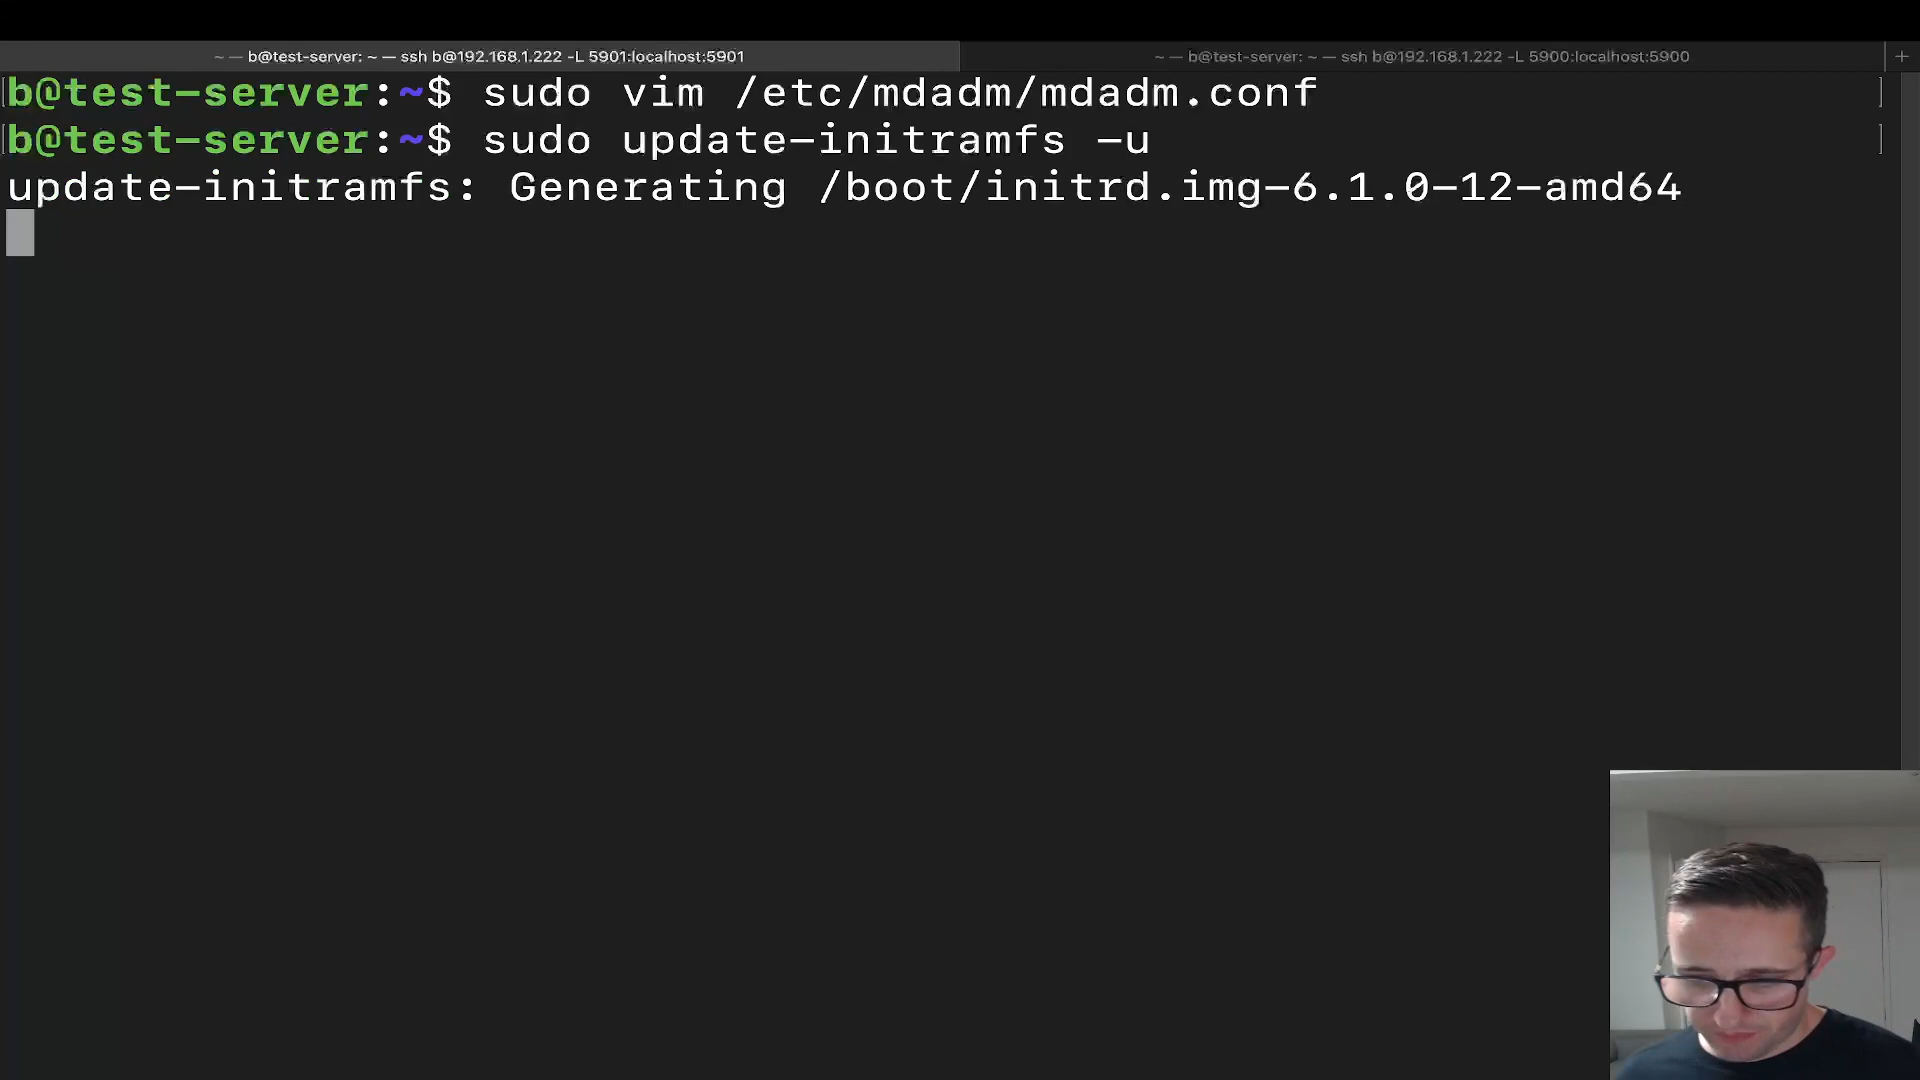 ~ — b@test-server: ~ — ssh b@192.168.1.222 -L 5901:localhost:5901
~ — b@test-server: ~ — ssh b@192.168.1.222 -L 5900:localhost:5900
+
b@test-server:~$ sudo vim /etc/mdadm/mdadm.conf
b@test-server:~$ sudo update-initramfs -u
update-initramfs: Generating /boot/initrd.img-6.1.0-12-amd64